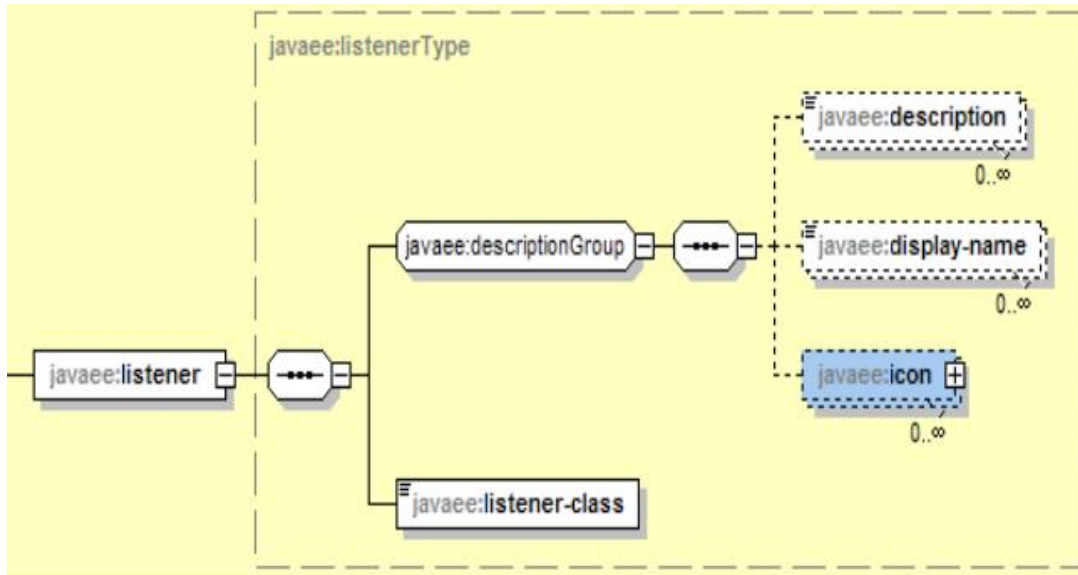 javaee:listenerType
javaee:description
0..∞
javaee:descriptionGroup
javaee:display-name
0..∞
javaee:listener
javaee:icon
0..∞
javaee:listener-class